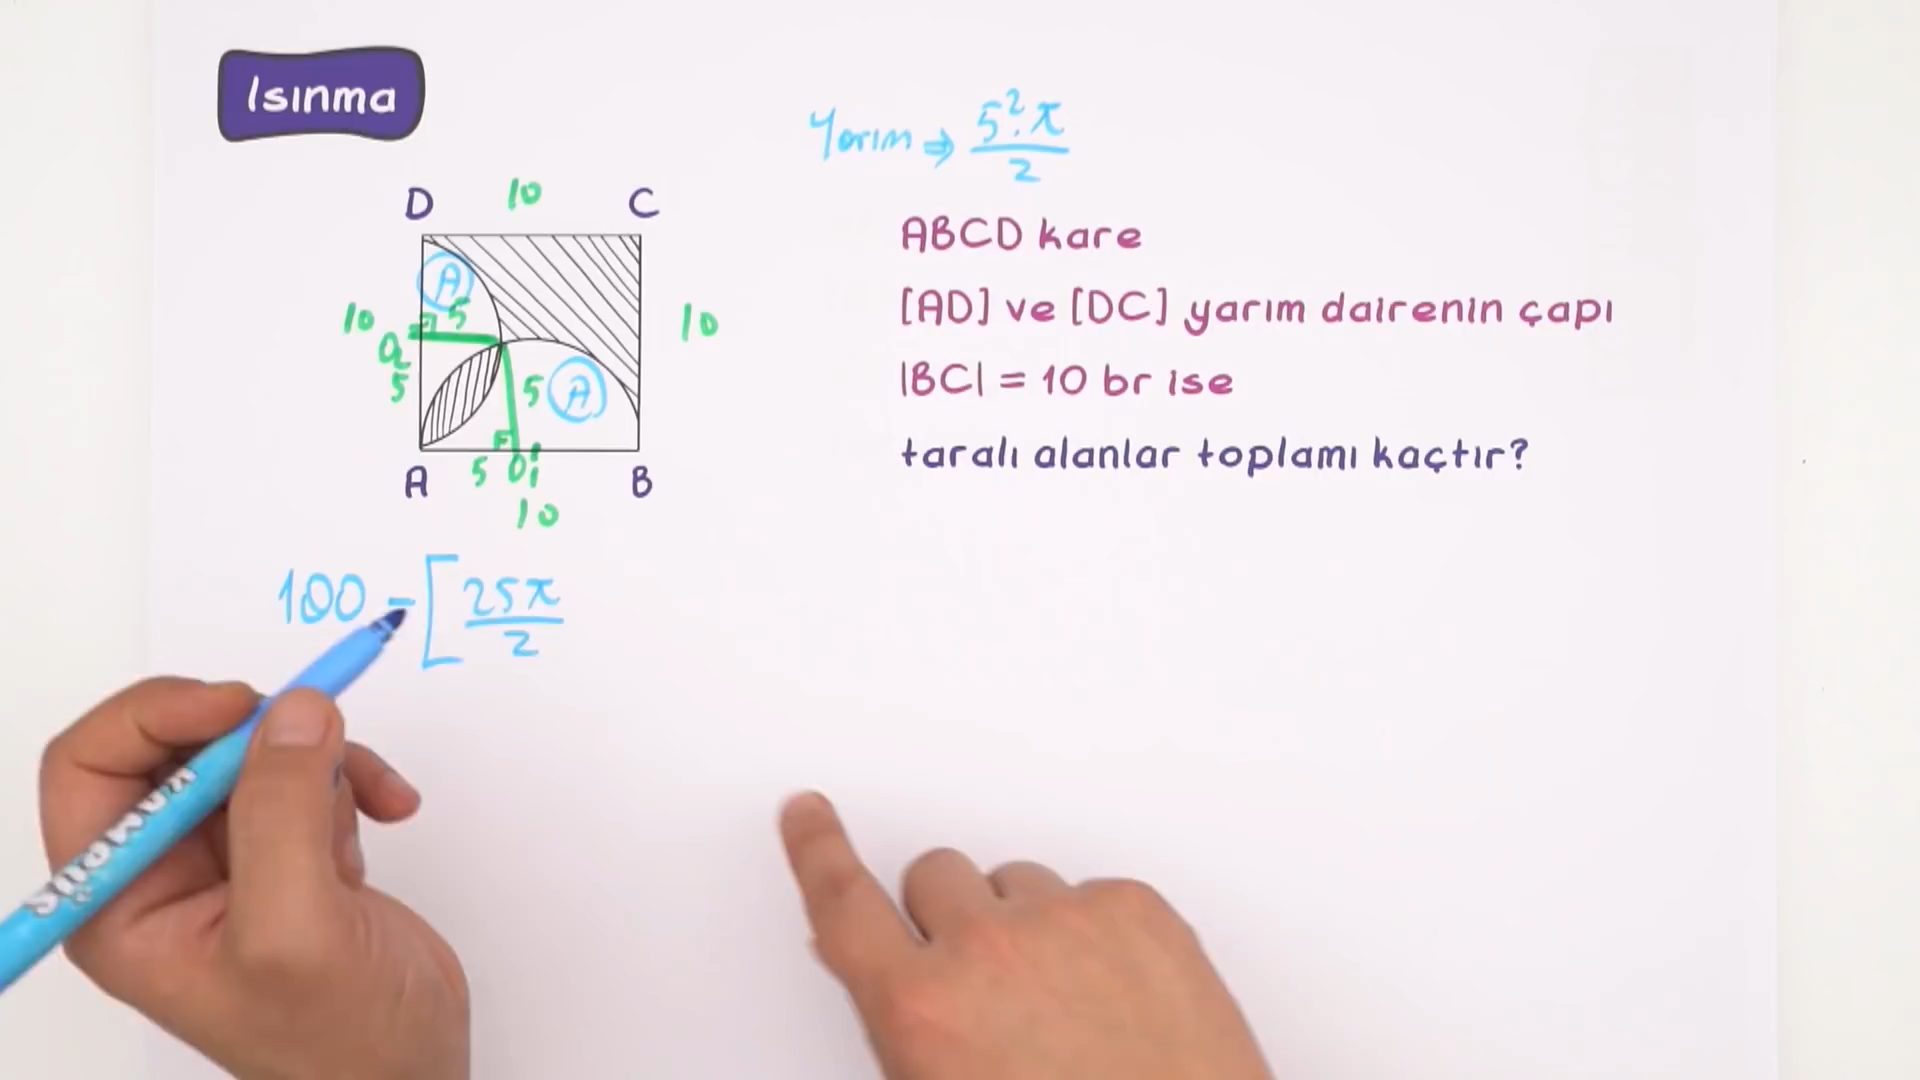 Isınma
Yarım ⇒ 5².π / 2
D 10 C
A
10 5 10
O₂
5 5 A
5 O₁
A B
10
ABCD kare
[AD] ve [DC] yarım dairenin çapı
|BC| = 10 br ise
taralı alanlar toplamı kaçtır?
100 - [ 25π / 2